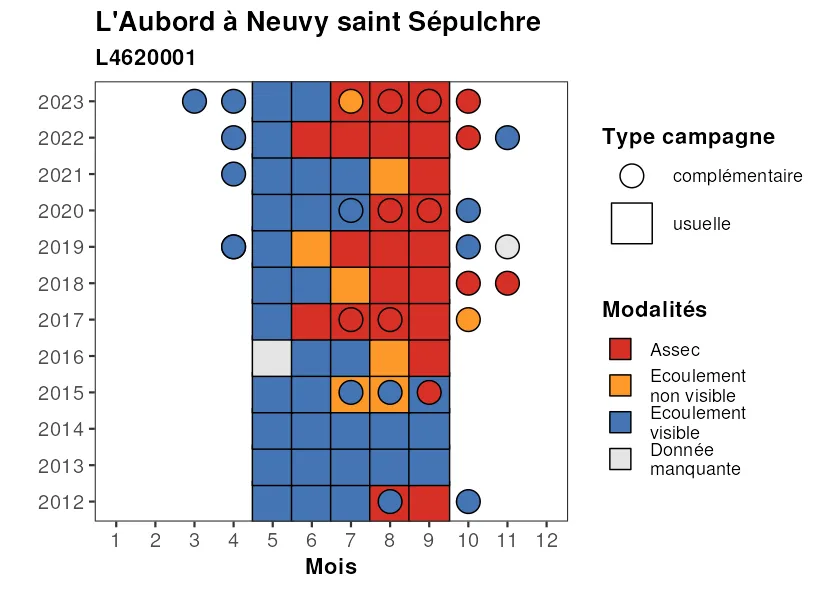 L'Aubord à Neuvy saint Sépulchre
L4620001
2023
2022
2021
2020
2019
2018
2017
2016
2015
2014
2013
2012
1 2 3 4 5 6 7 8 9 10 11 12
Mois
Type campagne
complémentaire
usuelle
Modalités
Assec
Ecoulement
non visible
Ecoulement
visible
Donnée
manquante